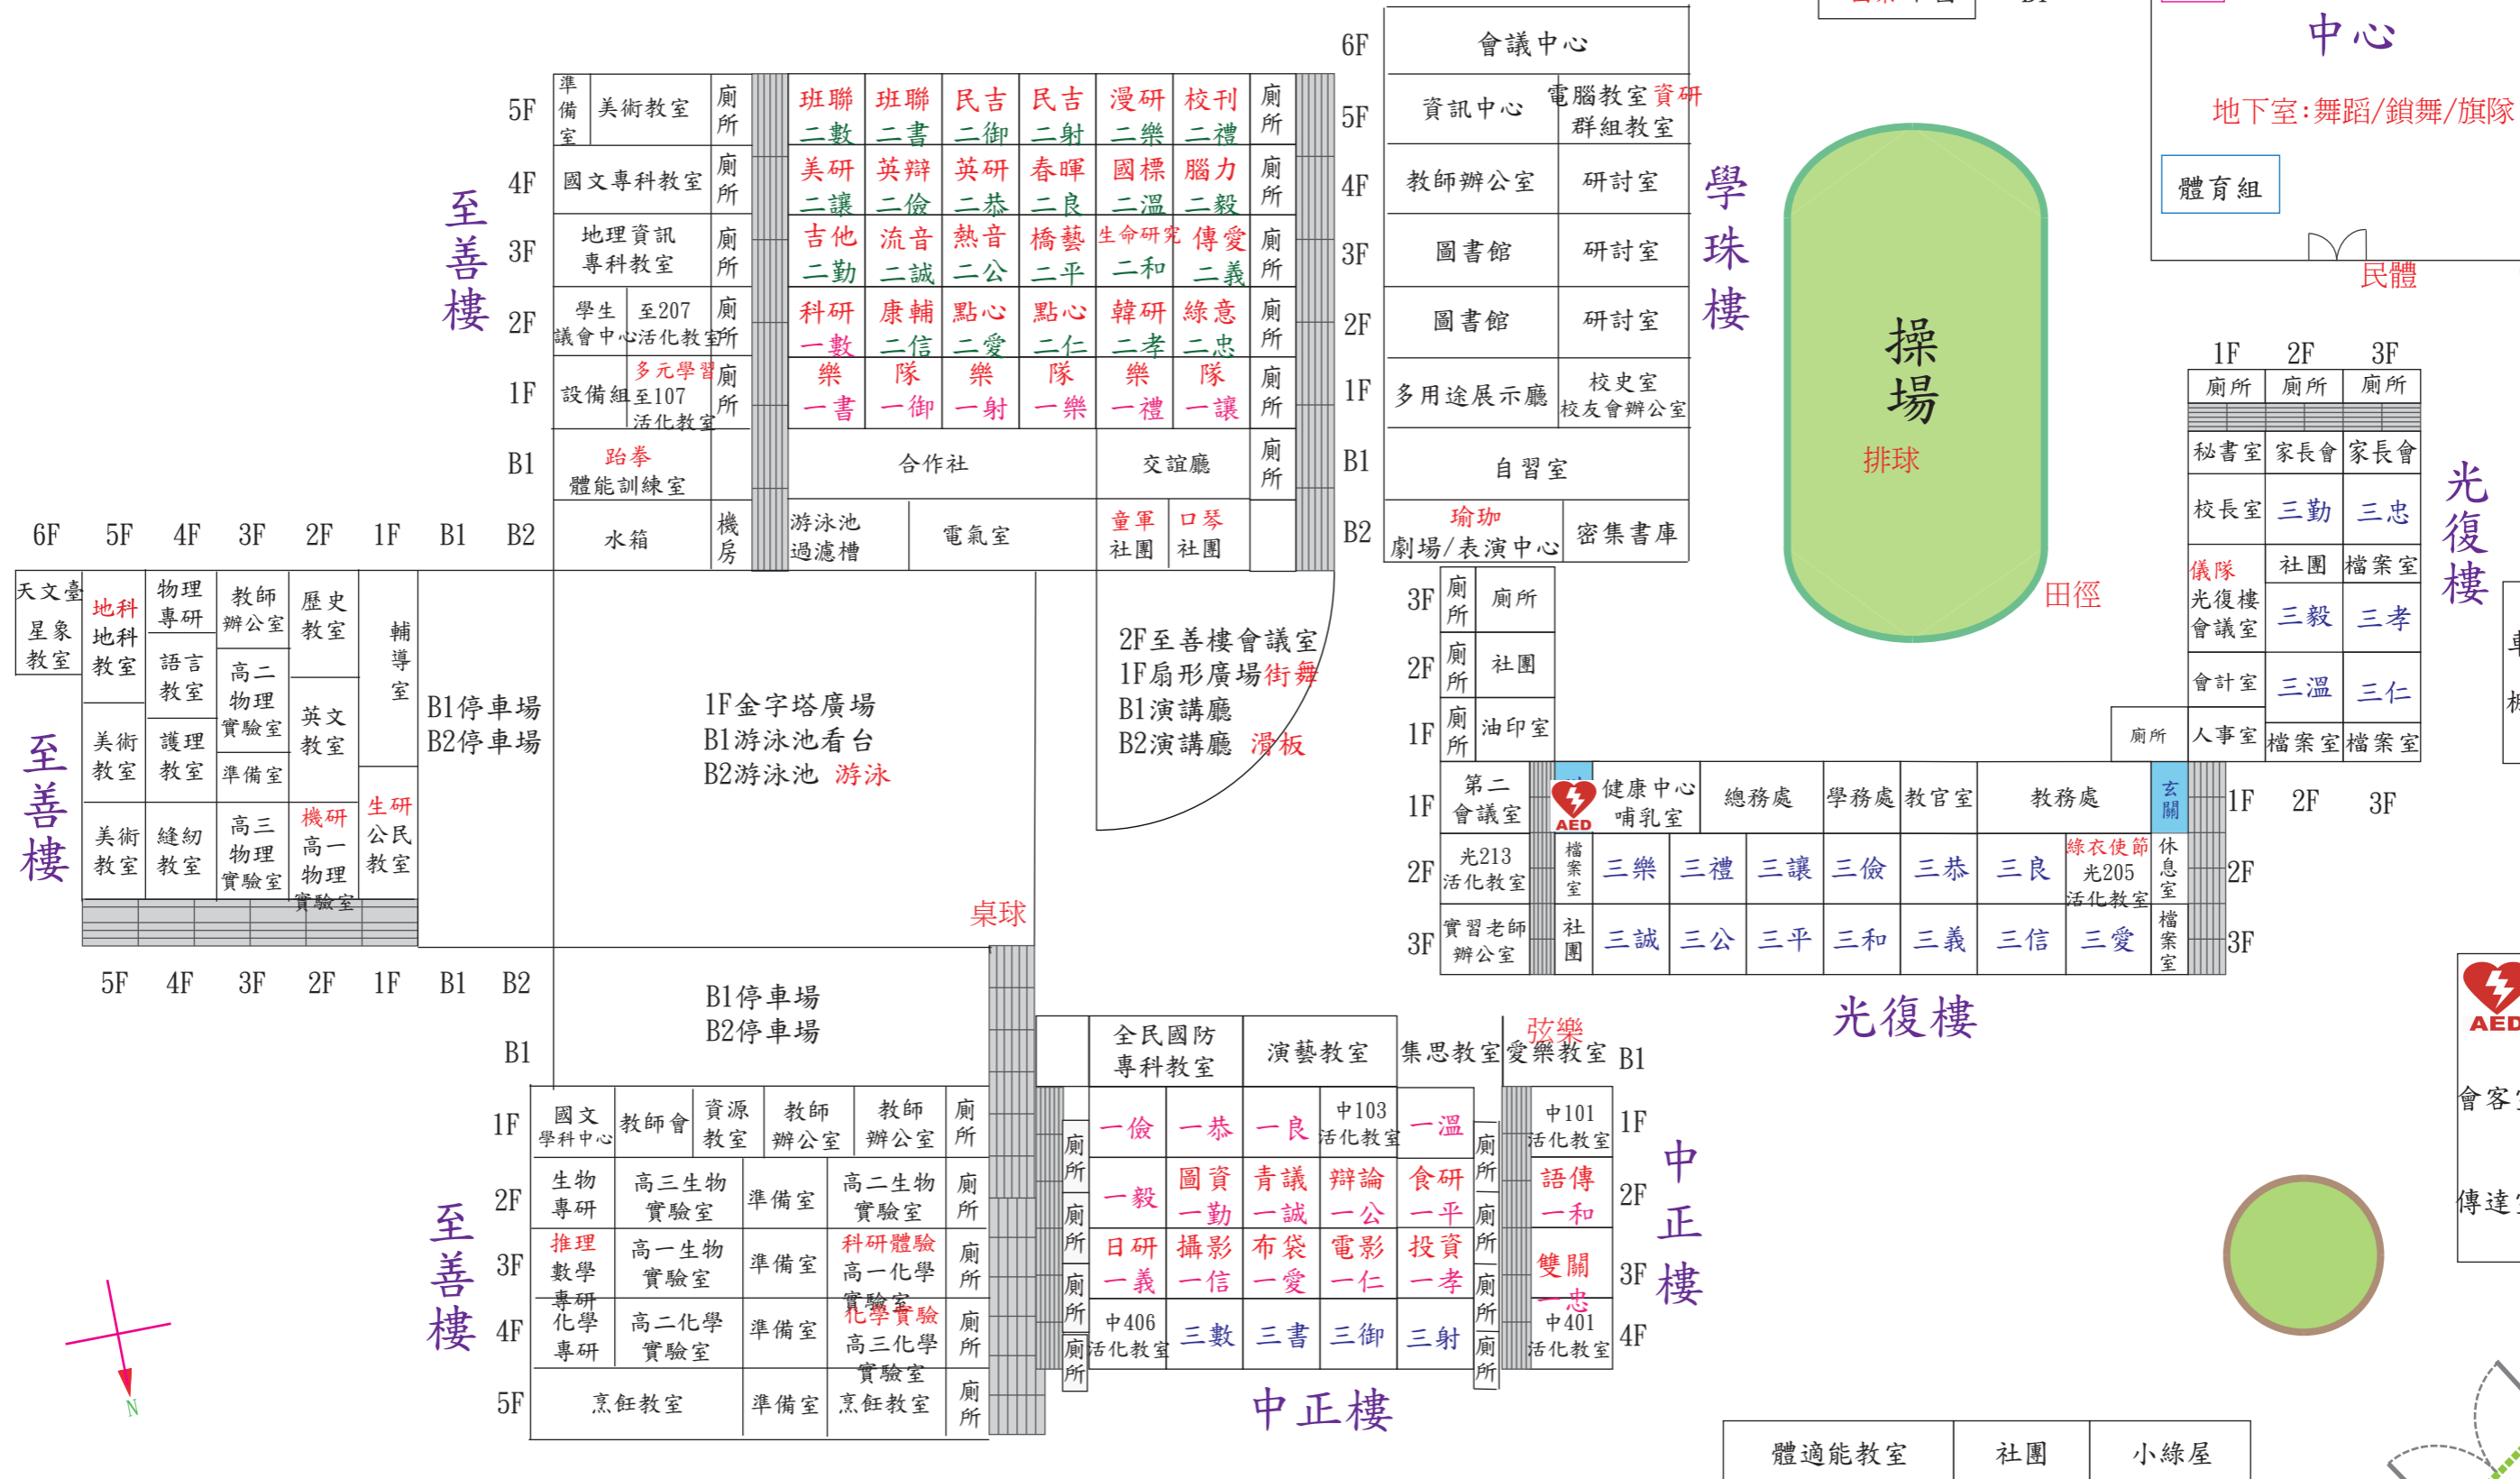 6F
會議中心
5F
資訊中心
電腦教室 資研
群組教室
4F
教師辦公室
研討室
3F
圖書館
研討室
2F
圖書館
研討室
1F
多用途展示廳
校史室
校友會辦公室
B1
自習室
B2
瑜珈
劇場/表演中心
密集書庫
學珠樓
至善樓
5F
準備室
美術教室
廁所
班聯 班聯 民吉 民吉 漫研 校刊
二數 二書 二御 二射 二樂 二禮
廁所
4F
國文專科教室
廁所
美研 英辯 英研 春暉 國標 腦力
二讓 二儉 二恭 二良 二溫 二毅
廁所
3F
地理資訊
專科教室
廁所
吉他 流音 熱音 橋藝 生命研究 傳愛
二勤 二誠 二公 二平 二和 二義
廁所
2F
學生
議會中心
至207
活化教室
廁所
科研 康輔 點心 點心 韓研 綠意
一數 二信 二愛 二仁 二孝 二忠
廁所
1F
設備組
多元學習
至107
活化教室
廁所
樂 隊 樂 隊 樂 隊
一書 一御 一射 一樂 一禮 一讓
廁所
B1
跆拳
體能訓練室
合作社
交誼廳
廁所
B2
水箱
機房
游泳池
過濾槽
電氣室
童軍
社團
口琴
社團
6F 5F 4F 3F 2F 1F B1
天文臺
星象
教室
地科
地科
教室
美術
教室
美術
教室
物理
專研
語言
教室
護理
教室
縫紉
教室
教師
辦公室
高二
物理
實驗室
準備室
高三
物理
實驗室
歷史
教室
英文
教室
機研
高一
物理
實驗室
輔導室
生研
公民
教室
B1停車場
B2停車場
至善樓
5F 4F 3F 2F 1F B1 B2
1F金字塔廣場
B1游泳池看台
B2游泳池 游泳
2F至善樓會議室
1F扇形廣場 街舞
B1演講廳
B2演講廳 滑板
桌球
B1停車場
B2停車場
B1
至善樓
1F
國文
學科中心
教師會
資源
教室
教師
辦公室
教師
辦公室
廁所
2F
生物
專研
高三生物
實驗室
準備室
高二生物
實驗室
廁所
3F
推理
數學
專研
高一生物
實驗室
準備室
科研體驗
高一化學
實驗室
廁所
4F
化學
專研
高二化學
實驗室
準備室
化學實驗
高三化學
實驗室
廁所
5F
烹飪教室
準備室
烹飪教室
廁所
N
全民國防
專科教室
演藝教室
集思教室
弦樂
愛樂教室
B1
廁所
一儉 一恭 一良
中103
活化教室
一溫
廁所
中101
活化教室
1F
廁所
一毅
圖資 青議 辯論 食研
一勤 一誠 一公 一平
廁所
語傳
一和
2F
廁所
日研 攝影 布袋 電影 投資
一義 一信 一愛 一仁 一孝
廁所
雙關
一忠
3F
廁所
中406
活化教室
三數 三書 三御 三射
廁所
中401
活化教室
4F
中正樓
中正樓
3F
廁所
廁所
2F
廁所
社團
1F
廁所
油印室
1F
第二
會議室
AED
健康中心
哺乳室
總務處
學務處
教官室
教務處
玄關
1F 2F 3F
2F
光213
活化教室
檔案室
三樂 三禮 三讓 三儉 三恭 三良
綠衣使節
光205
活化教室
休息室
2F
3F
實習老師
辦公室
社團
三誠 三公 三平 三和 三義 三信 三愛
檔案室
3F
光復樓
操場
排球
田徑
中心
地下室:舞蹈/鎖舞/旗隊
體育組
民體
1F 2F 3F
廁所 廁所 廁所
秘書室 家長會 家長會
校長室 三勤 三忠
儀隊
光復樓
會議室
社團 檔案室
三毅 三孝
會計室 三溫 三仁
廁所
人事室 檔案室 檔案室
光復樓
AED
會客
傳達
體適能教室
社團
小綠屋